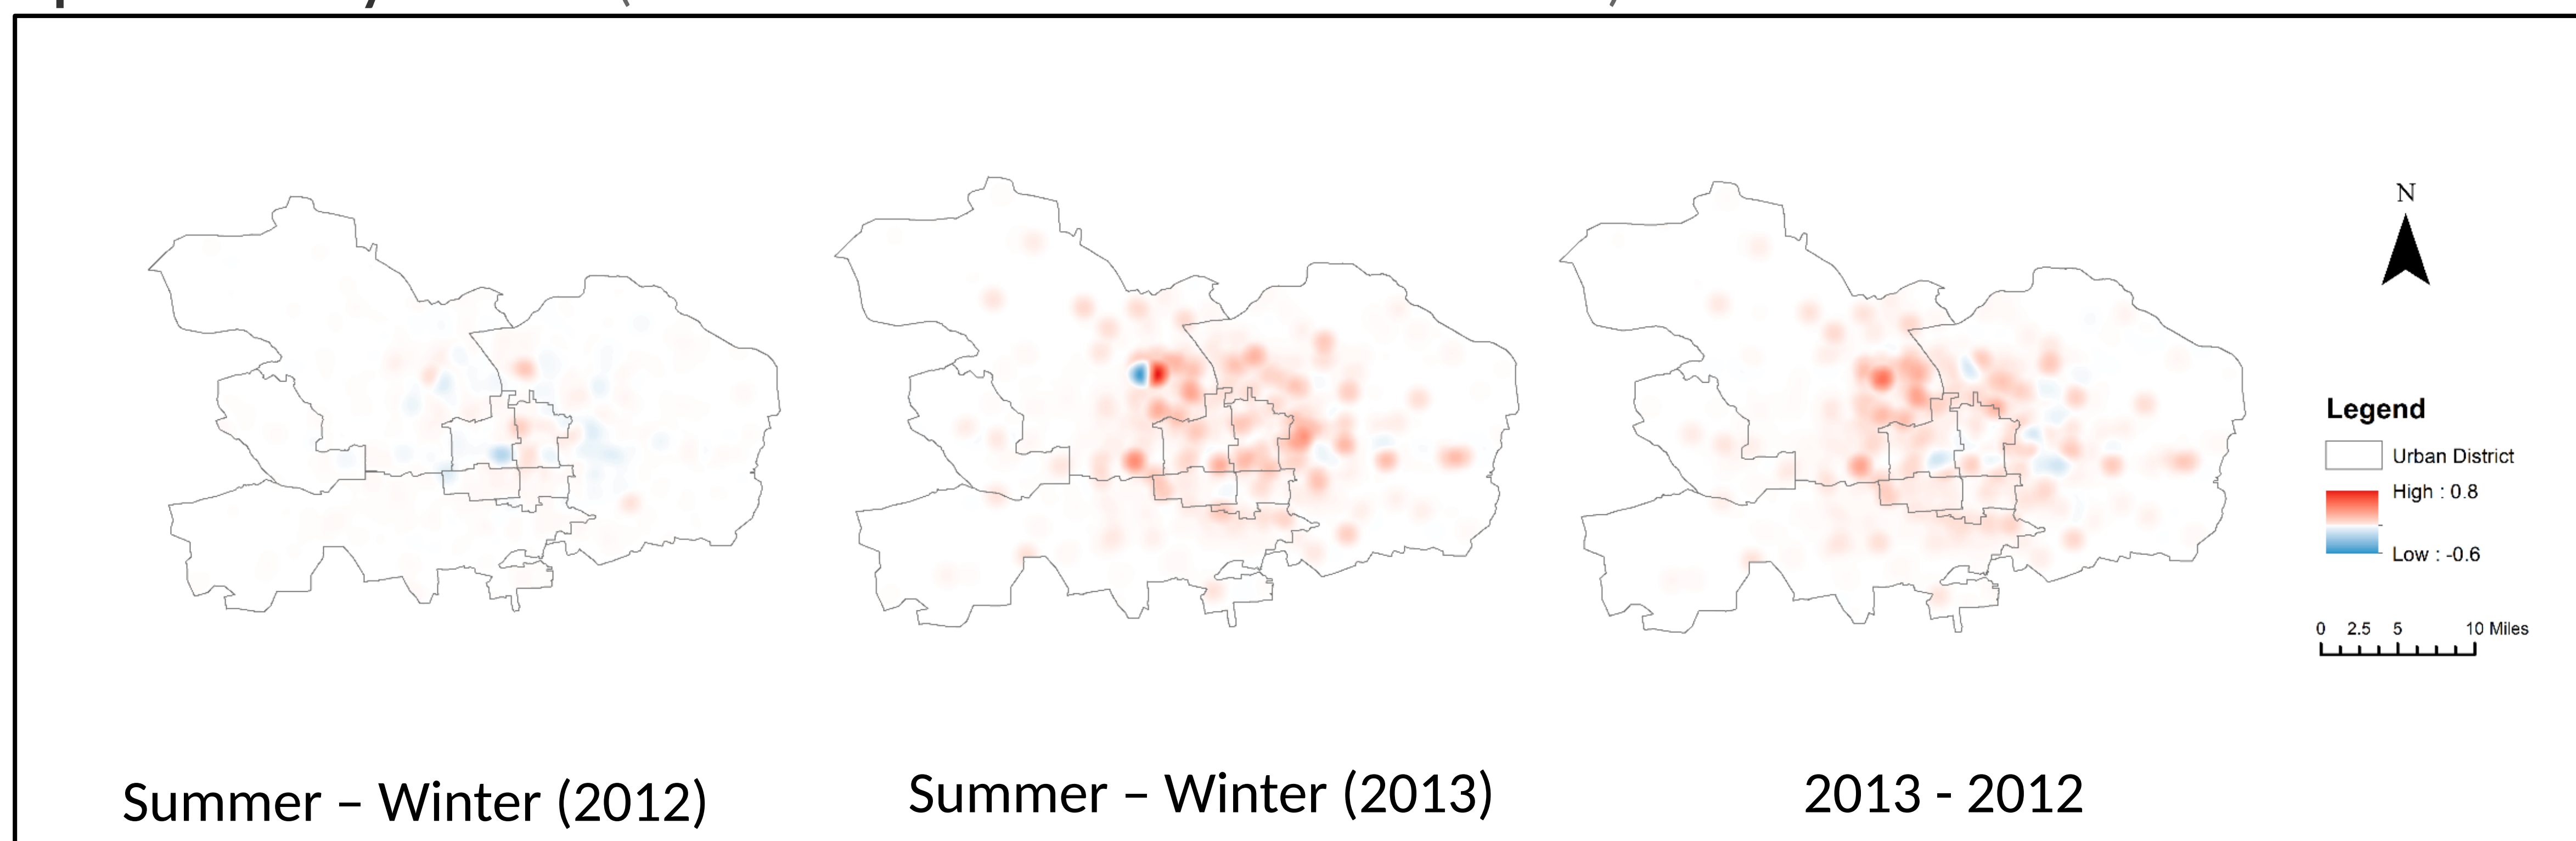 N
Legend
Urban District
High : 0.8
Low : -0.6
0 2.5 5 10 Miles
Summer – Winter (2012)
Summer – Winter (2013)
2013 - 2012